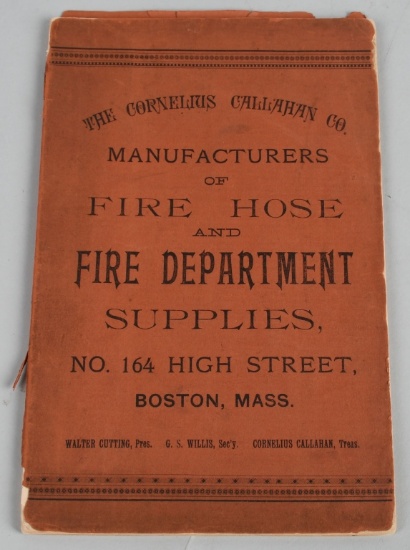 THE CORNELIUS CALLAHAN CO.
MANUFACTURERS
OF
FIRE HOSE
AND
FIRE DEPARTMENT
SUPPLIES,
NO. 164 HIGH STREET,
BOSTON, MASS.
WALTER CUTTING, Pres. G. S. WILLIS, Sec'y. CORNELIUS CALLAHAN, Treas.